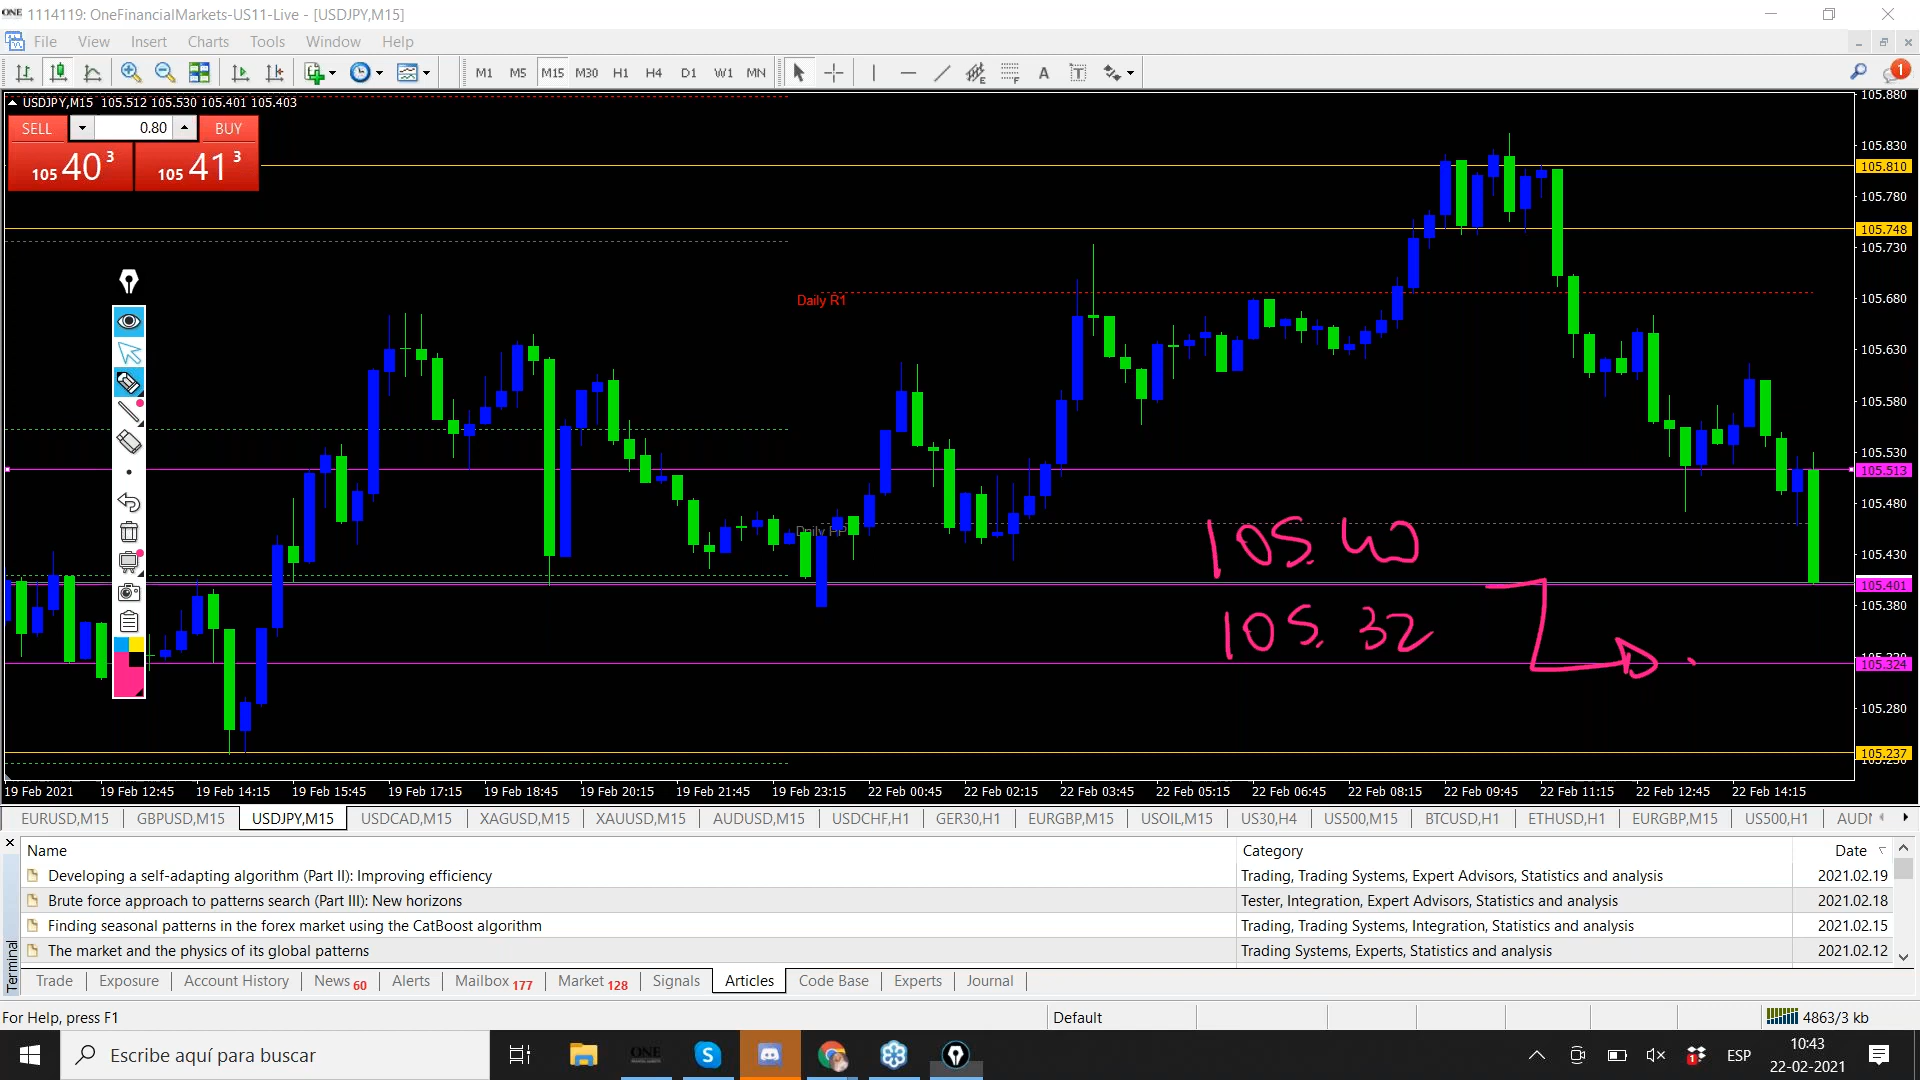 ONE 1114119: OneFinancialMarkets-US11-Live - [USDJPY,M15]
File View Insert Charts Tools Window Help
M1 M5 M15 M30 H1 H4 D1 W1 MN A T 1
USDJPY,M15 105.512 105.530 105.401 105.403
SELL 0.80 BUY
105 40 3 105 41 3
105.880
105.830
105.810
105.780
105.748
105.730
Daily R1
105.680
105.630
105.580
105.530
105.513
105.480
Daily PP
105.40
105.430
105.401
105.380
105.32
105.324
105.280
105.237
19 Feb 2021 19 Feb 12:45 19 Feb 14:15 19 Feb 15:45 19 Feb 17:15 19 Feb 18:45 19 Feb 20:15 19 Feb 21:45 19 Feb 23:15 22 Feb 00:45 22 Feb 02:15 22 Feb 03:45 22 Feb 05:15 22 Feb 06:45 22 Feb 08:15 22 Feb 09:45 22 Feb 11:15 22 Feb 12:45 22 Feb 14:15
EURUSD,M15 GBPUSD,M15 USDJPY,M15 USDCAD,M15 XAGUSD,M15 XAUUSD,M15 AUDUSD,M15 USDCHF,H1 GER30,H1 EURGBP,M15 USOIL,M15 US30,H4 US500,M15 BTCUSD,H1 ETHUSD,H1 EURGBP,M15 US500,H1
Name Category Date
Developing a self-adapting algorithm (Part II): Improving efficiency Trading, Trading Systems, Expert Advisors, Statistics and analysis 2021.02.19
Brute force approach to patterns search (Part III): New horizons Tester, Integration, Expert Advisors, Statistics and analysis 2021.02.18
Finding seasonal patterns in the forex market using the CatBoost algorithm Trading, Trading Systems, Integration, Statistics and analysis 2021.02.15
The market and the physics of its global patterns Trading Systems, Experts, Statistics and analysis 2021.02.12
Terminal
Trade Exposure Account History News 60 Alerts Mailbox 177 Market 128 Signals Articles Code Base Experts Journal
For Help, press F1 Default 4863/3 kb
Escribe aquí para buscar ONE ESP 10:43
22-02-2021